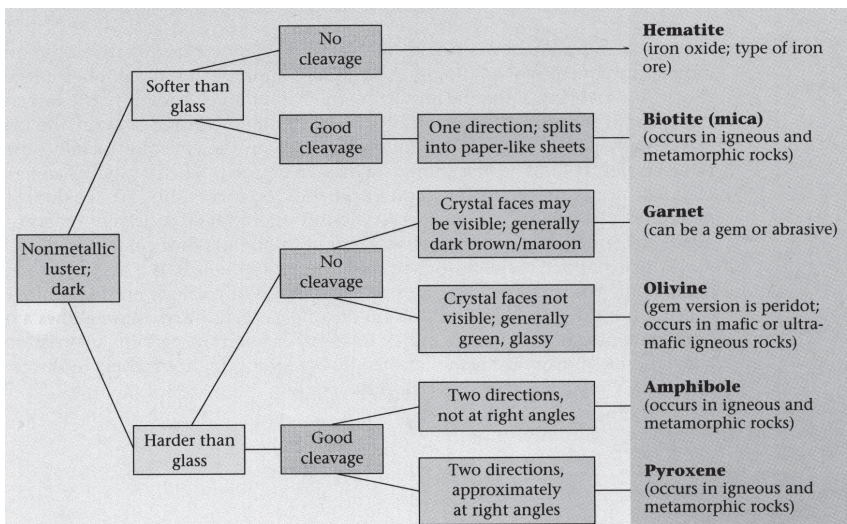 Nonmetallic
luster;
dark
Softer than
glass
Harder than
glass
No
cleavage
Good
cleavage
No
cleavage
Good
cleavage
One direction; splits
into paper-like sheets
Crystal faces may
be visible; generally
dark brown/maroon
Crystal faces not
visible; generally
green, glassy
Two directions,
not at right angles
Two directions,
approximately
at right angles
Hematite
(iron oxide; type of iron
ore)
Biotite (mica)
(occurs in igneous and
metamorphic rocks)
Garnet
(can be a gem or abrasive)
Olivine
(gem version is peridot;
occurs in mafic or ultra-
mafic igneous rocks)
Amphibole
(occurs in igneous and
metamorphic rocks)
Pyroxene
(occurs in igneous and
metamorphic rocks)